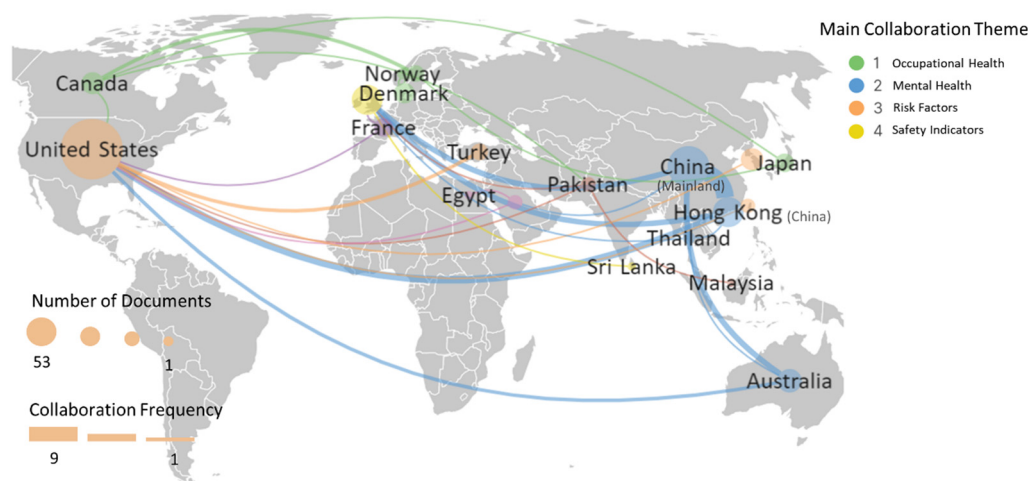 Main Collaboration Theme
1 Occupational Health
2 Mental Health
3 Risk Factors
4 Safety Indicators
Canada
Norway
Denmark
France
United States
Turkey
China
(Mainland)
Japan
Pakistan
Egypt
Hong Kong (China)
Thailand
Sri Lanka
Malaysia
Australia
Number of Documents
53 1
Collaboration Frequency
9 1